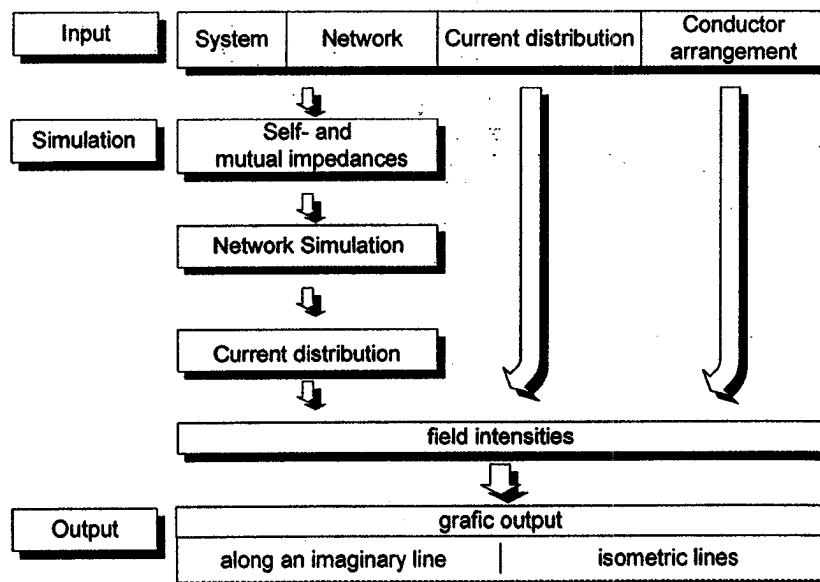 Input
System
Network
Current distribution
Conductor
arrangement
Simulation
Self- and
mutual impedances
Network Simulation
Current distribution
field intensities
Output
grafic output
along an imaginary line
isometric lines